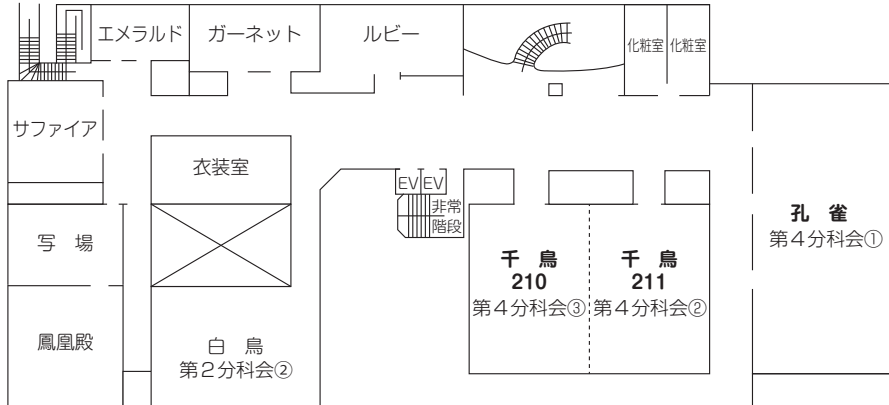 エメラルド
ガーネット
ルビー
化粧室
化粧室
サファイア
衣装室
EV
EV
非常
階段
写　場
孔　雀
第４分科会①
千　鳥
210
第４分科会③
千　鳥
211
第４分科会②
鳳凰殿
白　鳥
第２分科会②